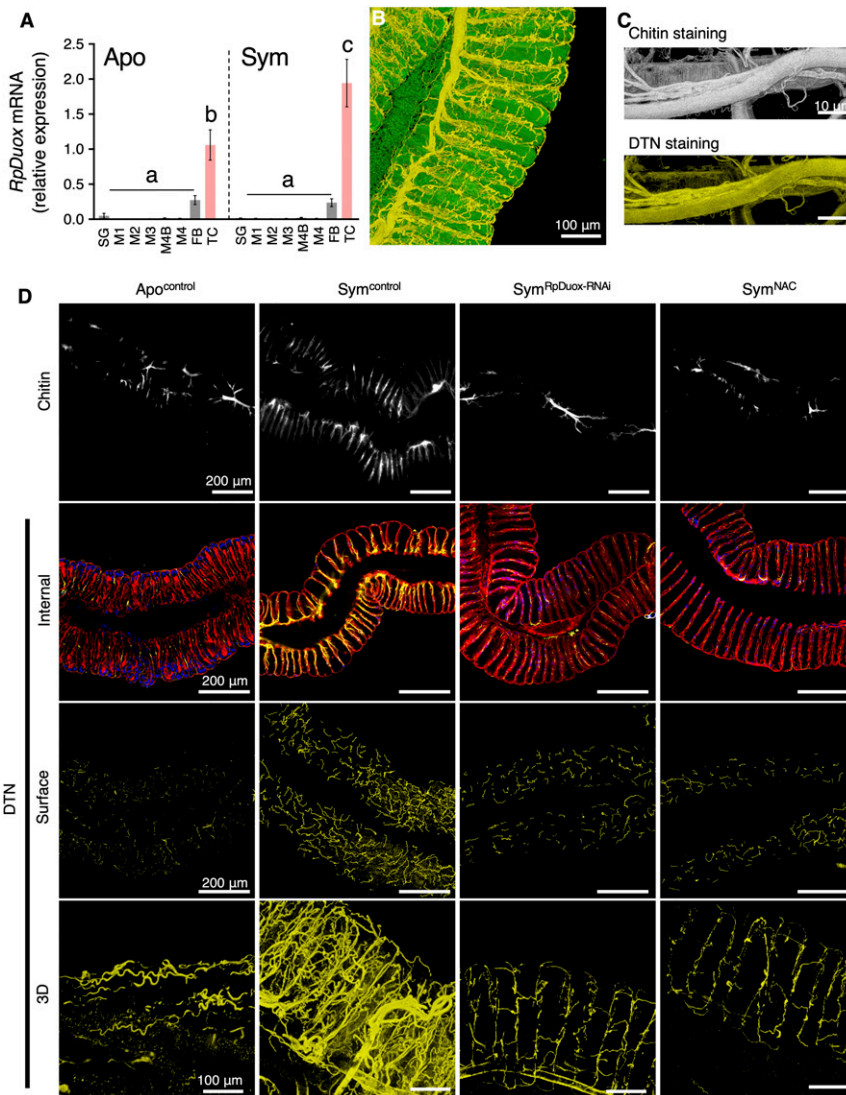 A
Apo
Sym
RpDuox mRNA
(relative expression)
2.5
2.0
1.5
1.0
0.5
0.0
a
b
a
c
SG M1 M2 M3 M4B M4 FB TC SG M1 M2 M3 M4B M4 FB TC
B
100 µm
C
Chitin staining
10 µm
DTN staining
D
Apocontrol
Symcontrol
SymRpDuox-RNAi
SymNAC
Chitin
200 µm
DTN
Internal
200 µm
Surface
200 µm
3D
100 µm